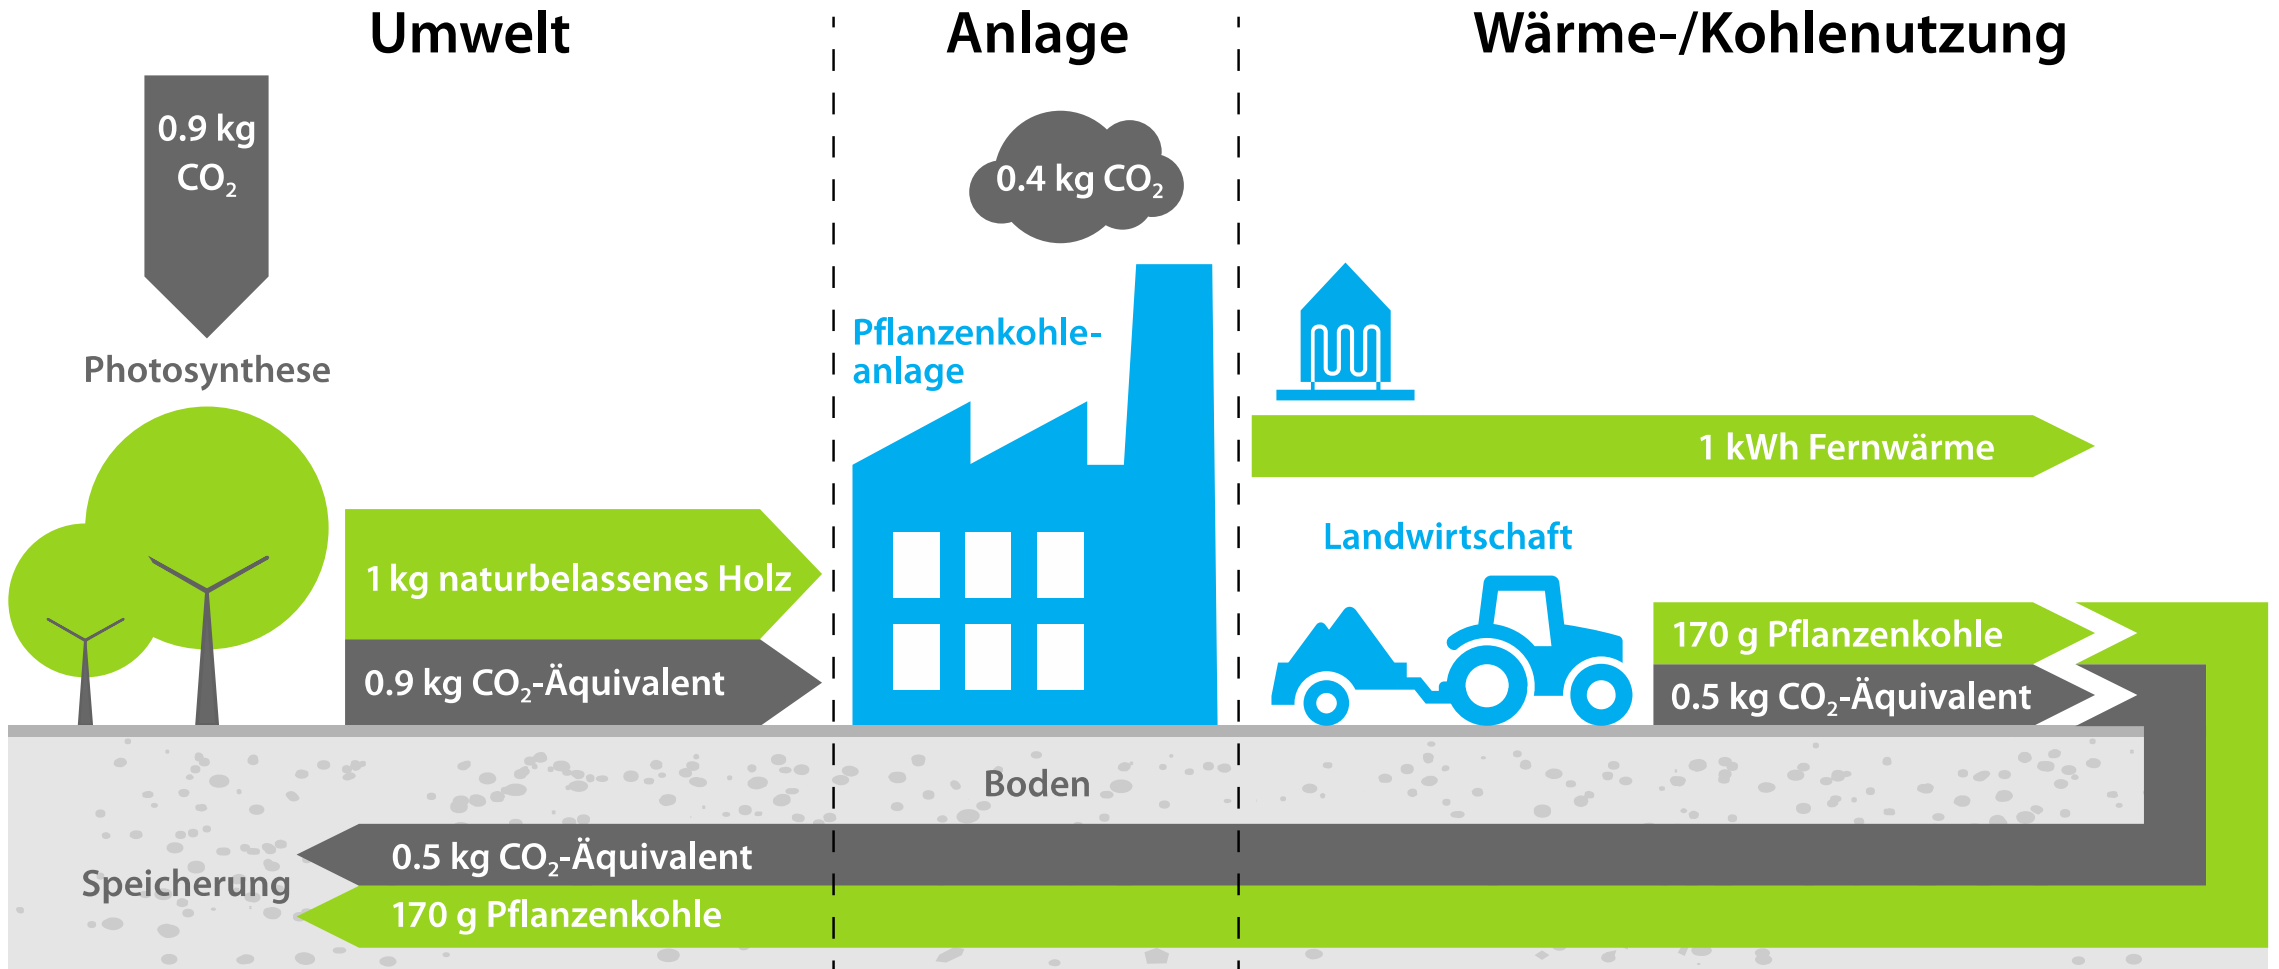 Umwelt
Anlage
Wärme-/Kohlenutzung
0.9 kg
CO₂
Photosynthese
1 kg naturbelassenes Holz
0.9 kg CO₂-Äquivalent
0.4 kg CO₂
Pflanzenkohle-
anlage
1 kWh Fernwärme
Landwirtschaft
170 g Pflanzenkohle
0.5 kg CO₂-Äquivalent
Boden
Speicherung
0.5 kg CO₂-Äquivalent
170 g Pflanzenkohle